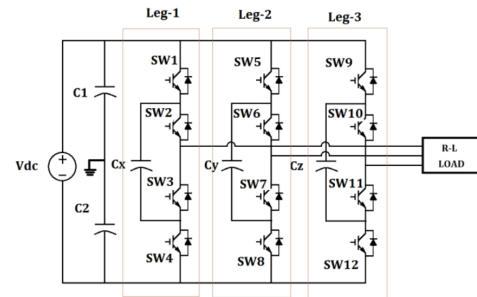 Leg-1 Leg-2 Leg-3
SW1 SW5 SW9
C1
SW2 SW6 SW10
Vdc Cx Cy Cz R-L
LOAD
SW3 SW7 SW11
C2
SW4 SW8 SW12